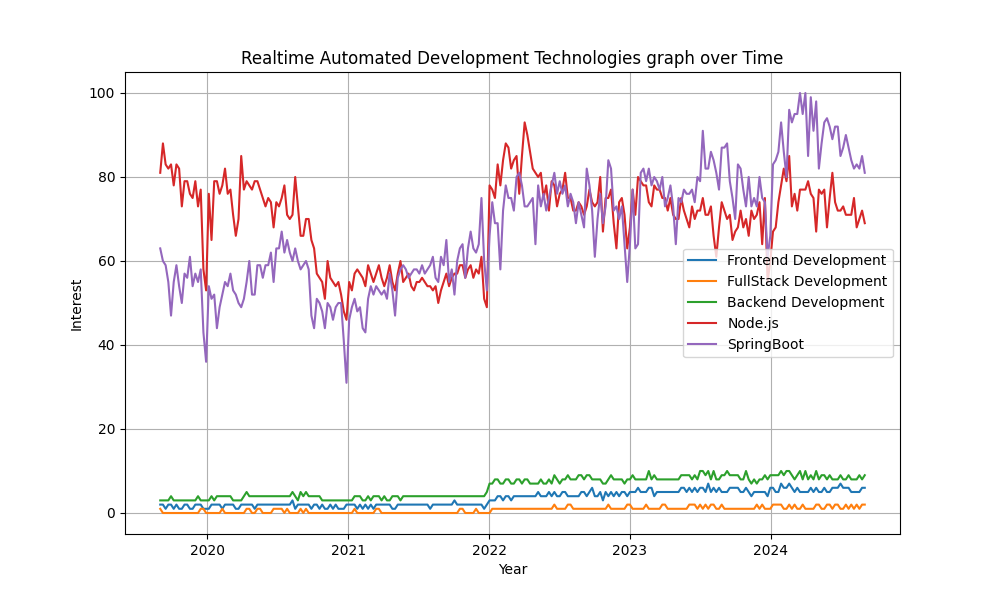 Realtime Automated Development Technologies graph over Time
100
80
60
40
20
0
Interest
Frontend Development
FullStack Development
Backend Development
Node.js
SpringBoot
2020 2021 2022 2023 2024
Year